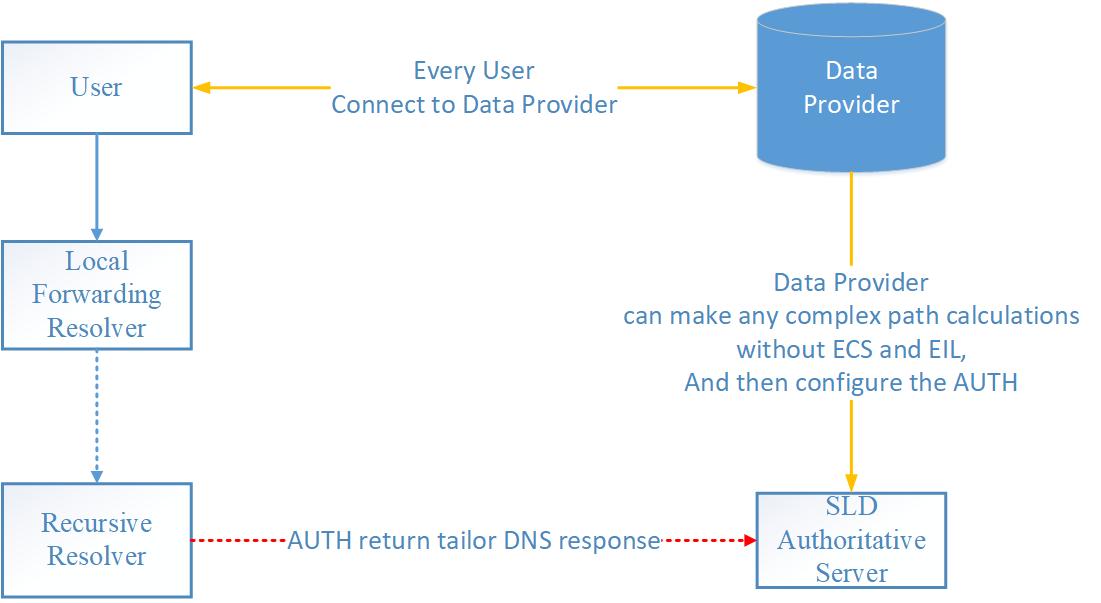 User
Every User
Connect to Data Provider
Data
Provider
Local
Forwarding
Resolver
Data Provider
can make any complex path calculations
without ECS and EIL,
And then configure the AUTH
Recursive
Resolver
AUTH return tailor DNS response
SLD
Authoritative
Server